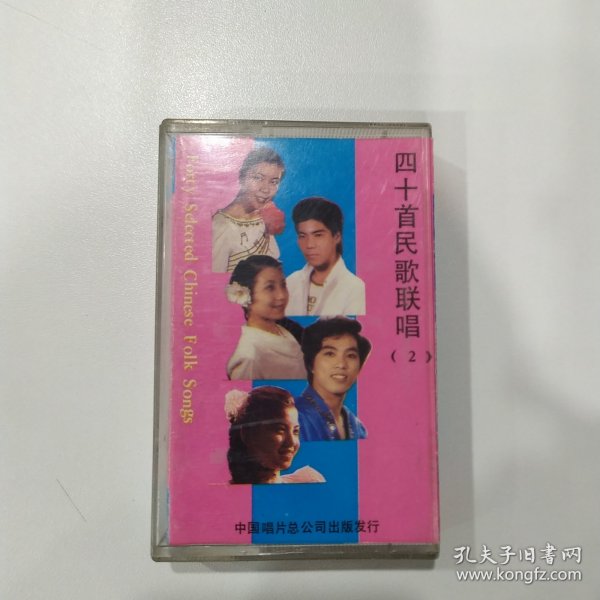 四十首民歌联唱
（2）
Forty Selected Chinese Folk Songs
中国唱片总公司出版发行
孔夫子旧书网
www.kongfz.com